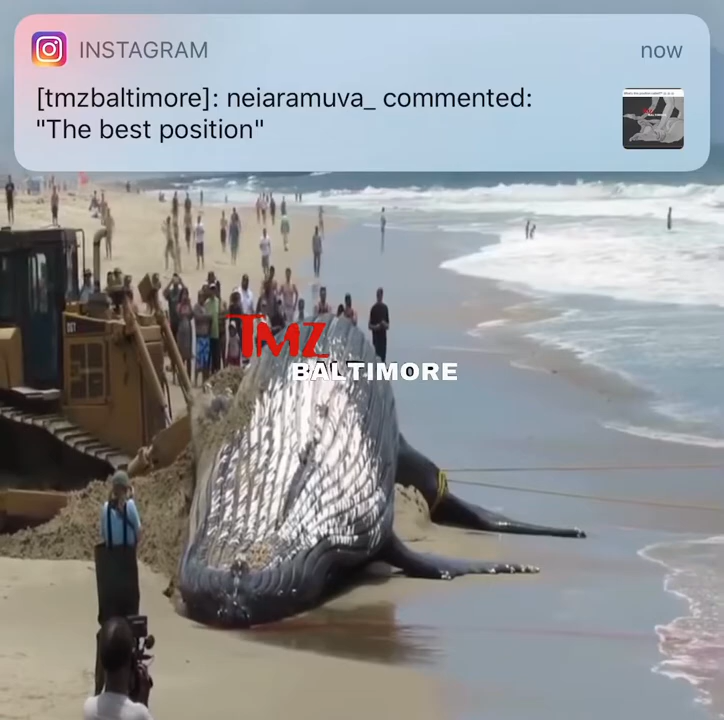 INSTAGRAM
now
[tmzbaltimore]: neiaramuva_ commented:
"The best position"
TMZ
BALTIMORE